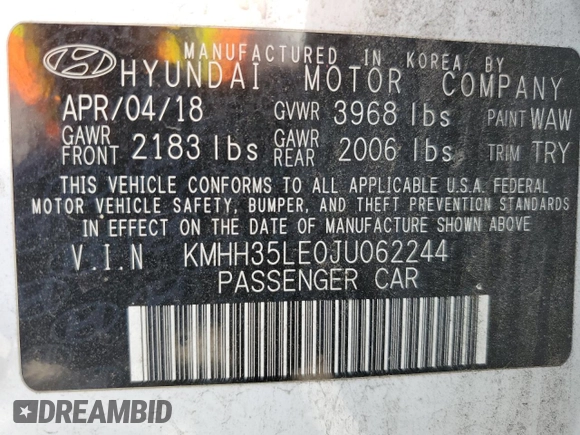 MANUFACTURED IN KOREA BY
HYUNDAI MOTOR COMPANY
APR/04/18 GVWR 3968 lbs PAINT WAW
GAWR FRONT 2183 lbs GAWR REAR 2006 lbs TRIM TRY
THIS VEHICLE CONFORMS TO ALL APPLICABLE U.S.A. FEDERAL
MOTOR VEHICLE SAFETY, BUMPER, AND THEFT PREVENTION STANDARDS
IN EFFECT ON THE DATE OF MANUFACTURE SHOWN ABOVE
V.I.N KMHH35LE0JU062244
PASSENGER CAR
DREAMBID